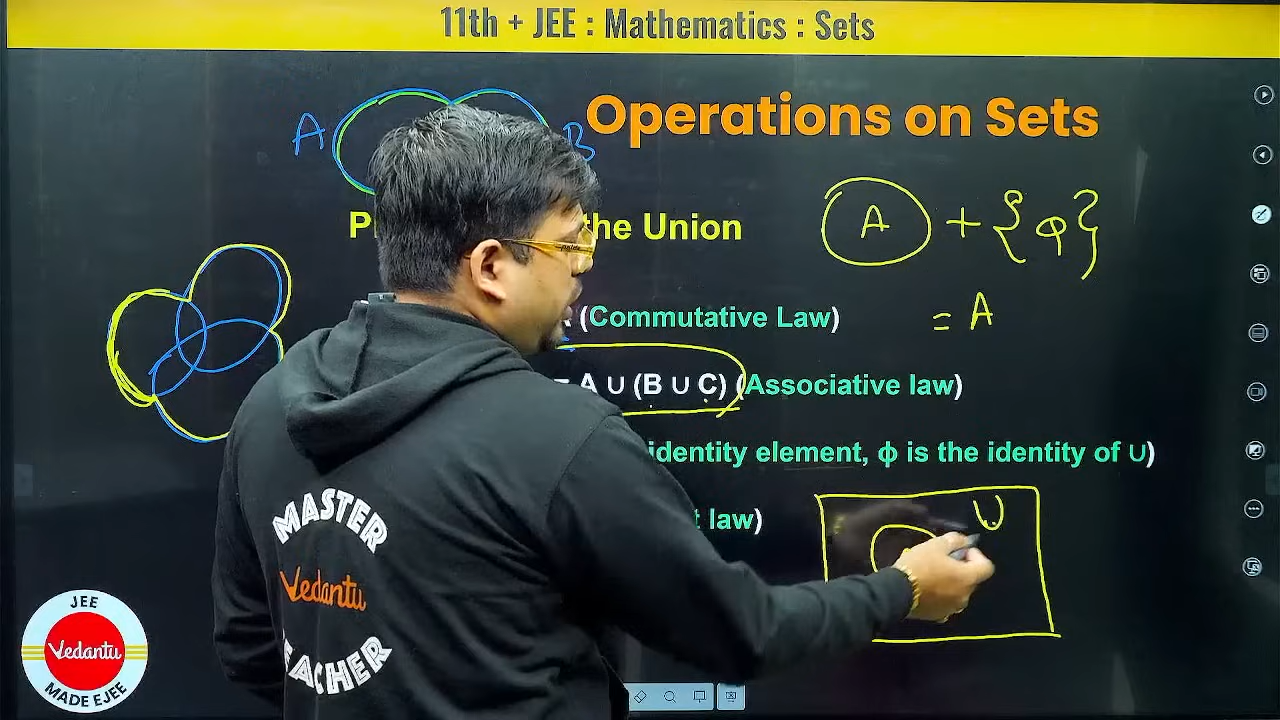 11th + JEE : Mathematics : Sets
Operations on Sets
A
B
the Union
A + {φ}
= A
(Commutative Law)
= A ∪ (B ∪ C) (Associative law)
identity element, ϕ is the identity of ∪)
law)
U
MASTER
Vedantu
TEACHER
JEE
Vedantu
MADE EJEE